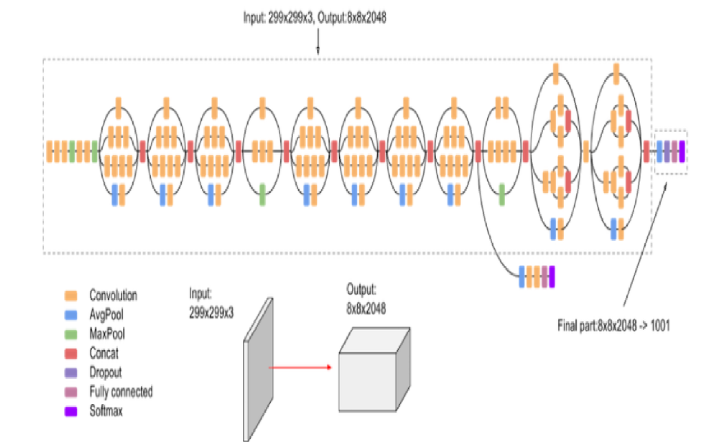 Input: 299x299x3, Output:8x8x2048
Convolution
AvgPool
MaxPool
Concat
Dropout
Fully connected
Softmax
Input:
299x299x3
Output:
8x8x2048
Final part:8x8x2048 -> 1001